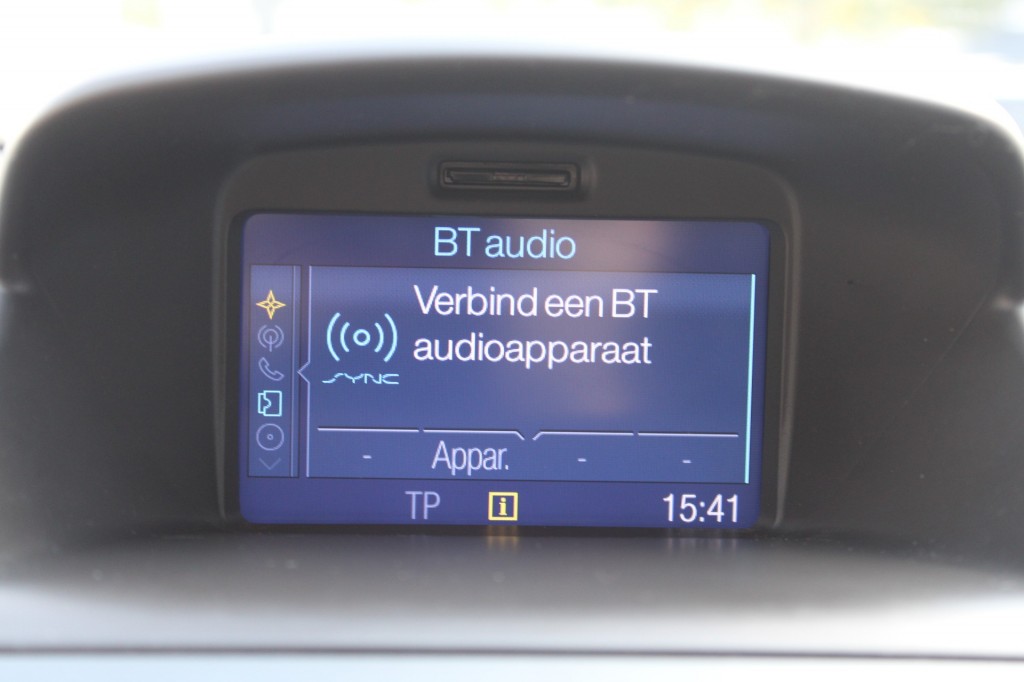 BT audio
Verbind een BT
audioapparaat
SYNC
- Appar. - -
TP i 15:41